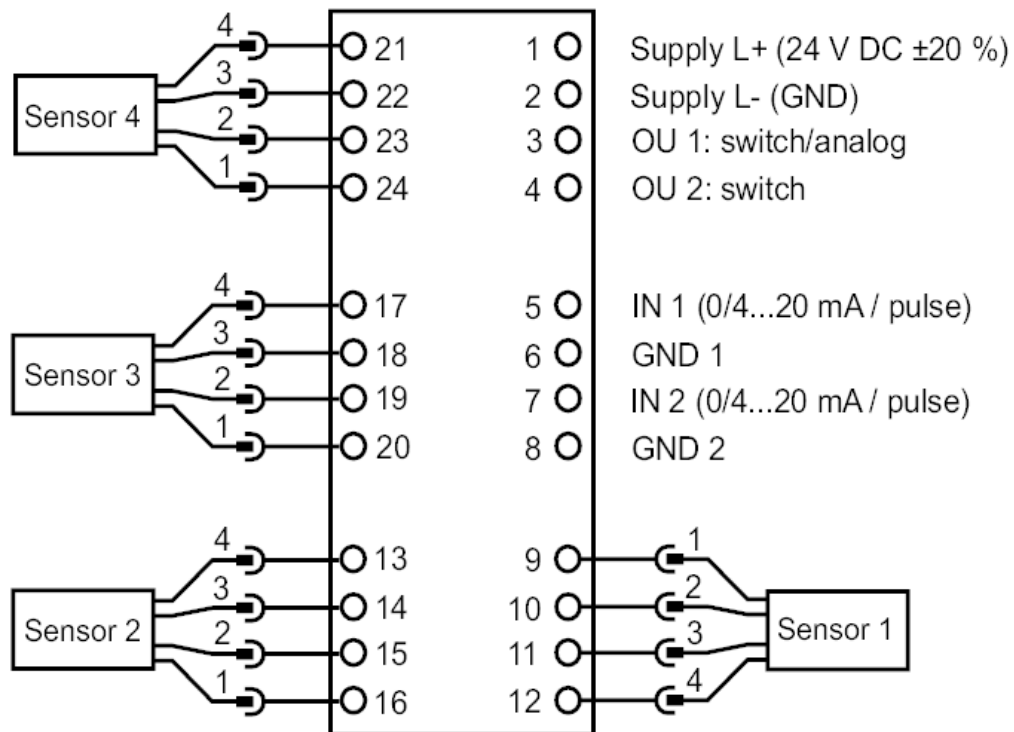 4 21 1 Supply L+ (24 V DC ±20 %)
3 22 2 Supply L- (GND)
Sensor 4
2 23 3 OU 1: switch/analog
1 24 4 OU 2: switch
4 17 5 IN 1 (0/4...20 mA / pulse)
3 18 6 GND 1
Sensor 3
2 19 7 IN 2 (0/4...20 mA / pulse)
1 20 8 GND 2
4 13 9 1
3 14 10 2
Sensor 2 Sensor 1
2 15 11 3
1 16 12 4